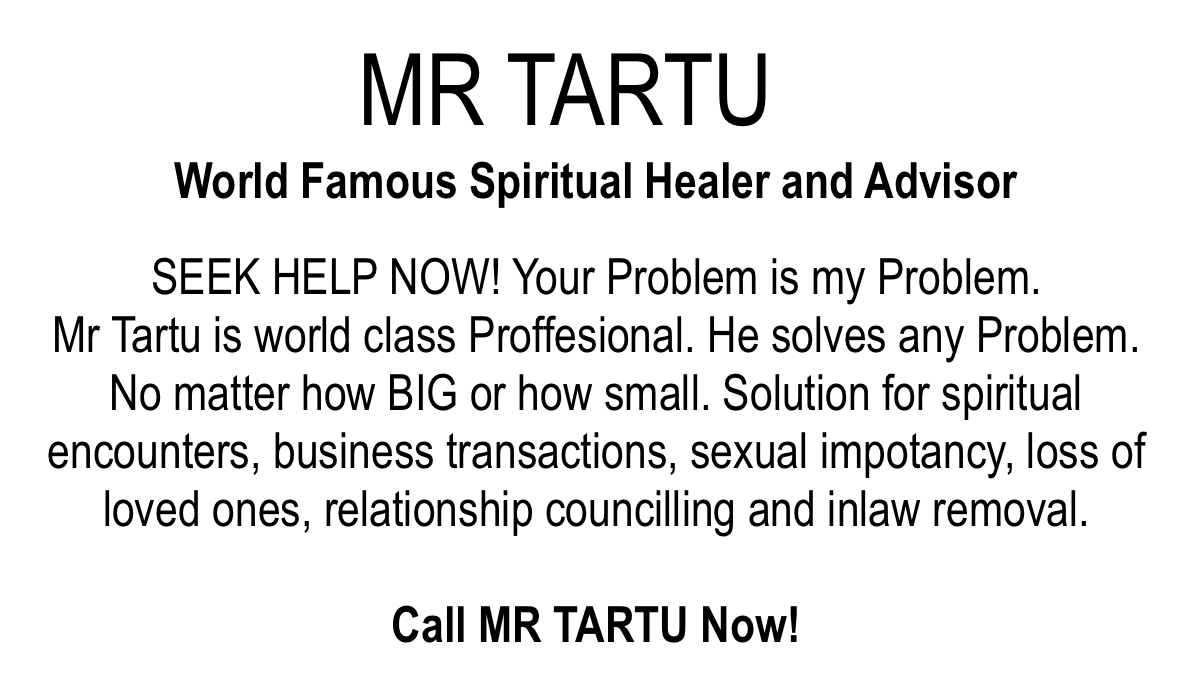 MR TARTU
World Famous Spiritual Healer and Advisor
SEEK HELP NOW! Your Problem is my Problem.
Mr Tartu is world class Proffesional. He solves any Problem.
No matter how BIG or how small. Solution for spiritual
encounters, business transactions, sexual impotancy, loss of
loved ones, relationship councilling and inlaw removal.
Call MR TARTU Now!